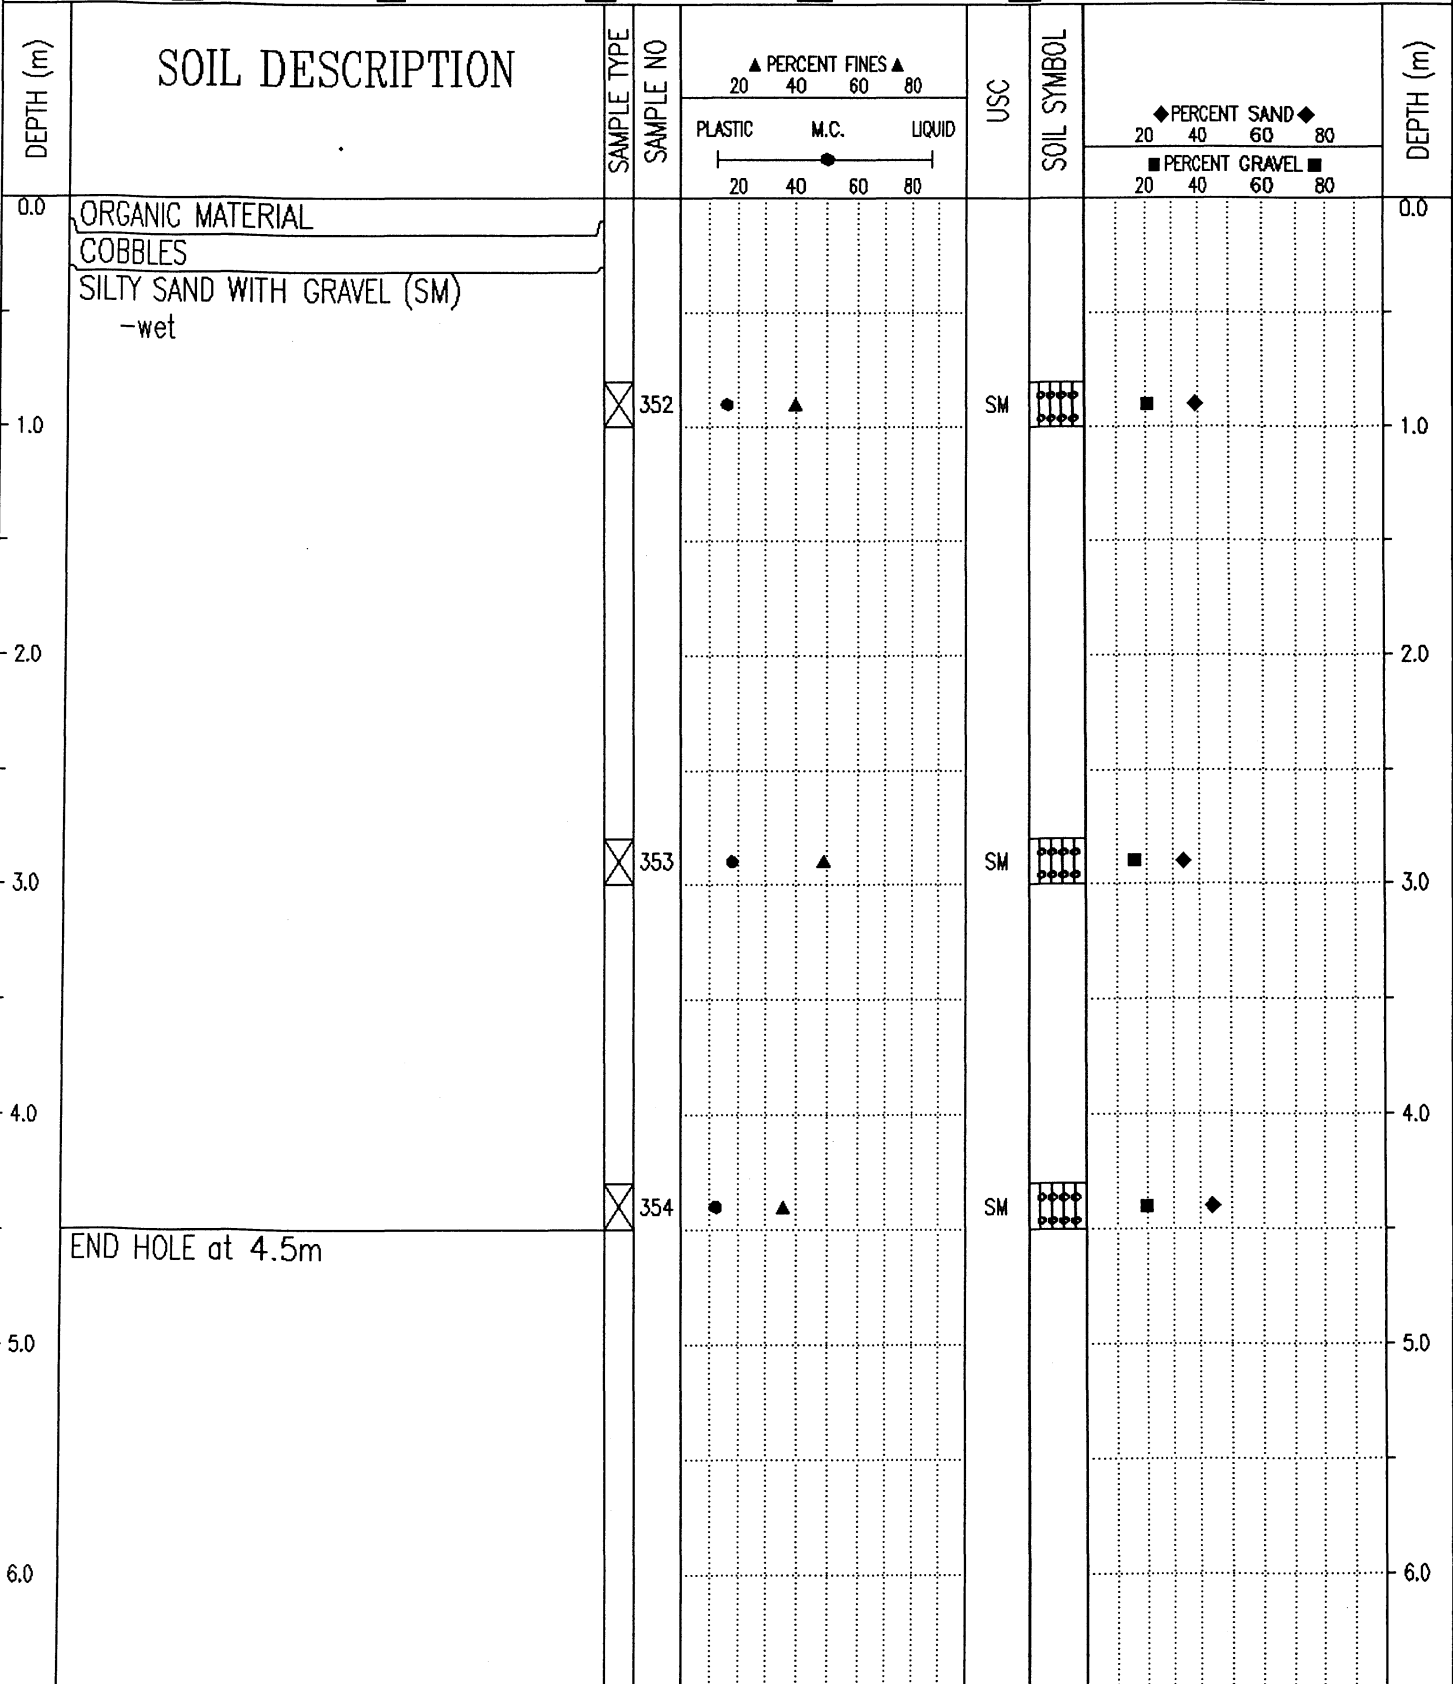 DEPTH (m)
SOIL DESCRIPTION
SAMPLE TYPE
SAMPLE NO
▲ PERCENT FINES ▲
20 40 60 80
PLASTIC M.C. LIQUID
20 40 60 80
USC
SOIL SYMBOL
◆PERCENT SAND◆
20 40 60 80
■PERCENT GRAVEL■
20 40 60 80
DEPTH (m)
0.0 ORGANIC MATERIAL 0.0
COBBLES
SILTY SAND WITH GRAVEL (SM)
-wet
352 SM
1.0 1.0
2.0 2.0
353 SM
3.0 3.0
4.0 4.0
354 SM
END HOLE at 4.5m
5.0 5.0
6.0 6.0